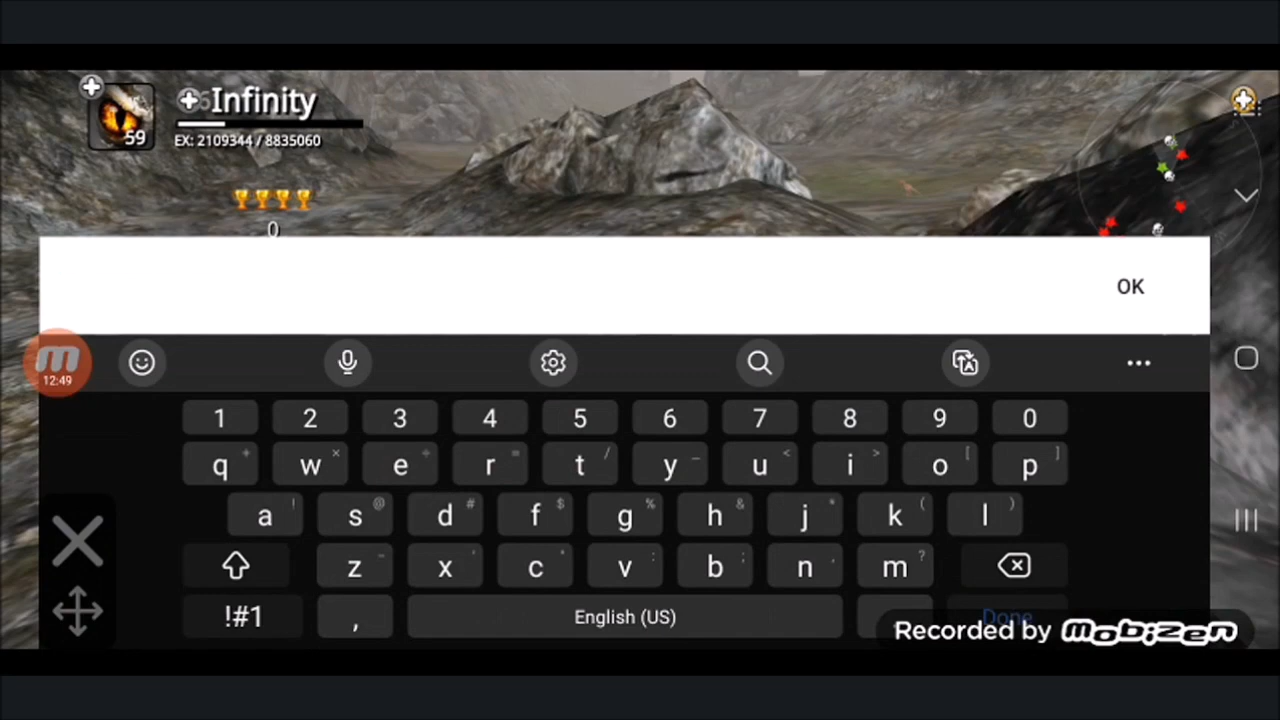 Infinity
59
EX: 2109344 / 8835060
0
OK
12:49
1 2 3 4 5 6 7 8 9 0
q w e r t y u i o p
a s d f g h j k l
z x c v b n m
!#1 , English (US) Done
Recorded by mobizen